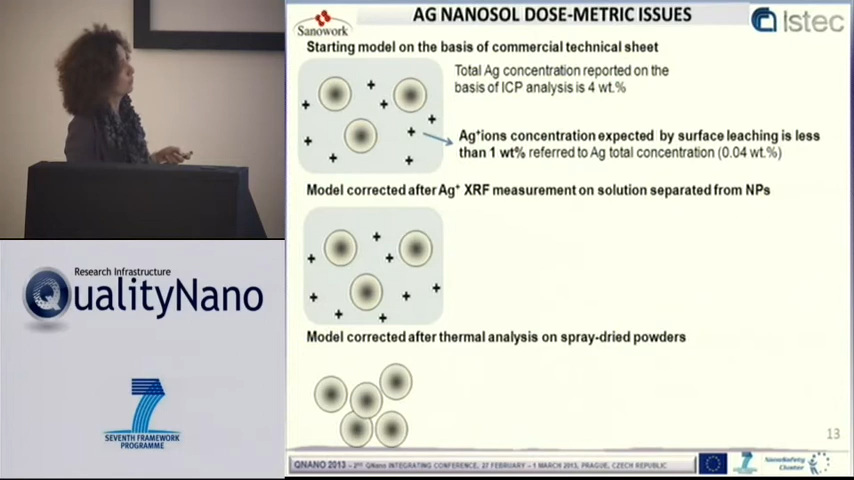 AG NANOSOL DOSE-METRIC ISSUES
Sanowork
Istec
Starting model on the basis of commercial technical sheet
Total Ag concentration reported on the
basis of ICP analysis is 4 wt.%
Ag+ions concentration expected by surface leaching is less
than 1 wt% referred to Ag total concentration (0.04 wt.%)
Model corrected after Ag+ XRF measurement on solution separated from NPs
Model corrected after thermal analysis on spray-dried powders
13
QNANO 2013 – 2ND QNano INTEGRATING CONFERENCE, 27 FEBRUARY – 1 MARCH 2013, PRAGUE, CZECH REPUBLIC
NanoSafety
Cluster
Research Infrastructure
QualityNano
7
SEVENTH FRAMEWORK
PROGRAMME